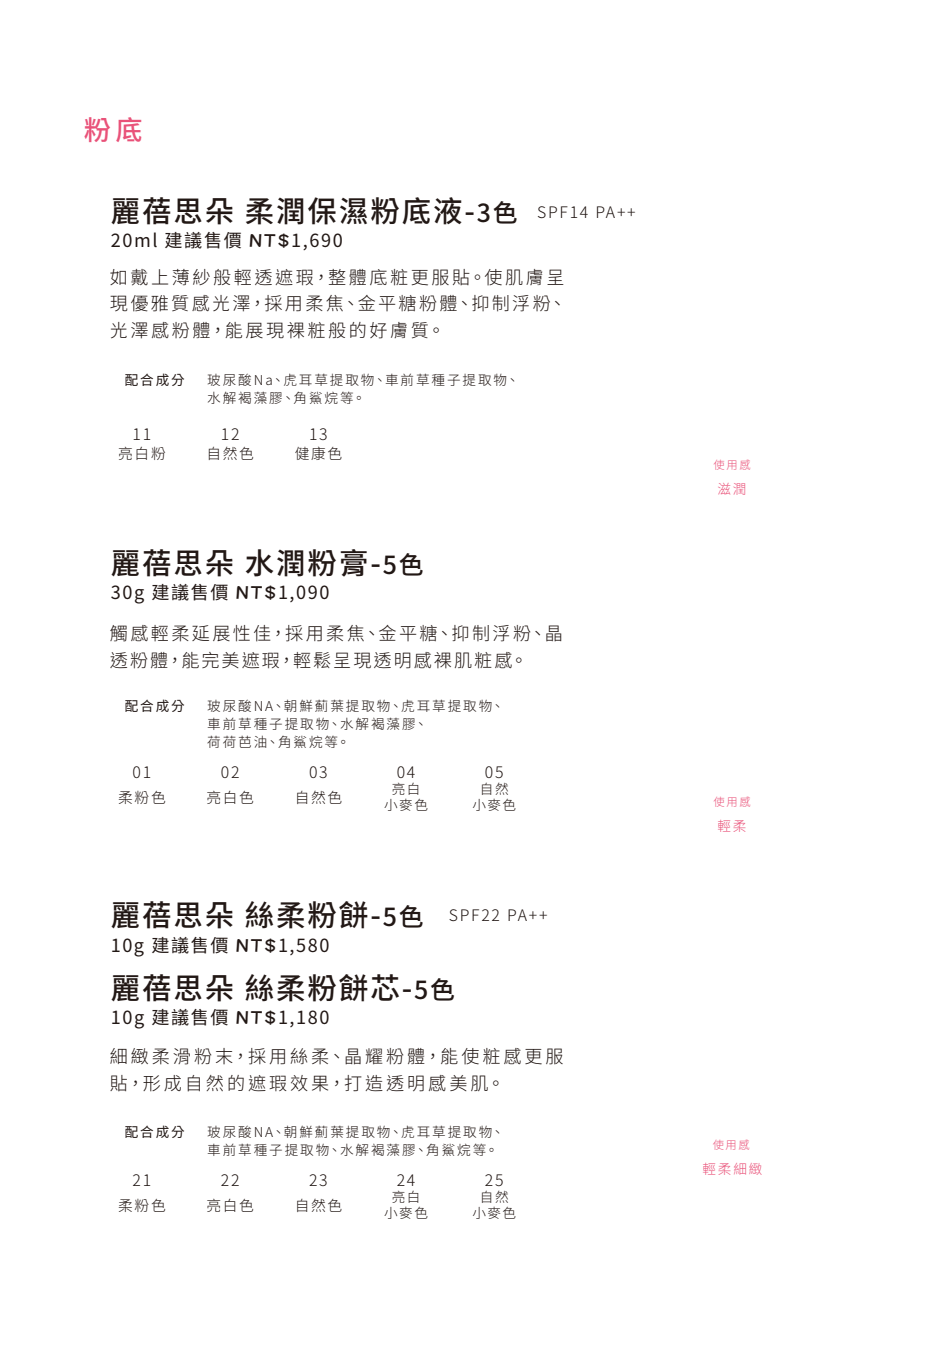 粉底
麗蓓思朵 柔潤保濕粉底液-3色 SPF14 PA++
20ml 建議售價 NT$1,690
如戴上薄紗般輕透遮瑕，整體底粧更服貼。使肌膚呈
現優雅質感光澤，採用柔焦、金平糖粉體、抑制浮粉、
光澤感粉體，能展現裸粧般的好膚質。
配合成分 玻尿酸Na、虎耳草提取物、車前草種子提取物、
水解褐藻膠、角鯊烷等。
11 12 13
亮白粉 自然色 健康色
使用感
滋潤
麗蓓思朵 水潤粉膏-5色
30g 建議售價 NT$1,090
觸感輕柔延展性佳，採用柔焦、金平糖、抑制浮粉、晶
透粉體，能完美遮瑕，輕鬆呈現透明感裸肌粧感。
配合成分 玻尿酸NA、朝鮮薊葉提取物、虎耳草提取物、
車前草種子提取物、水解褐藻膠、
荷荷芭油、角鯊烷等。
01 02 03 04 05
柔粉色 亮白色 自然色 亮白 自然
小麥色 小麥色
使用感
輕柔
麗蓓思朵 絲柔粉餅-5色 SPF22 PA++
10g 建議售價 NT$1,580
麗蓓思朵 絲柔粉餅芯-5色
10g 建議售價 NT$1,180
細緻柔滑粉末，採用絲柔、晶耀粉體，能使粧感更服
貼，形成自然的遮瑕效果，打造透明感美肌。
配合成分 玻尿酸NA、朝鮮薊葉提取物、虎耳草提取物、
車前草種子提取物、水解褐藻膠、角鯊烷等。
使用感
輕柔細緻
21 22 23 24 25
柔粉色 亮白色 自然色 亮白 自然
小麥色 小麥色